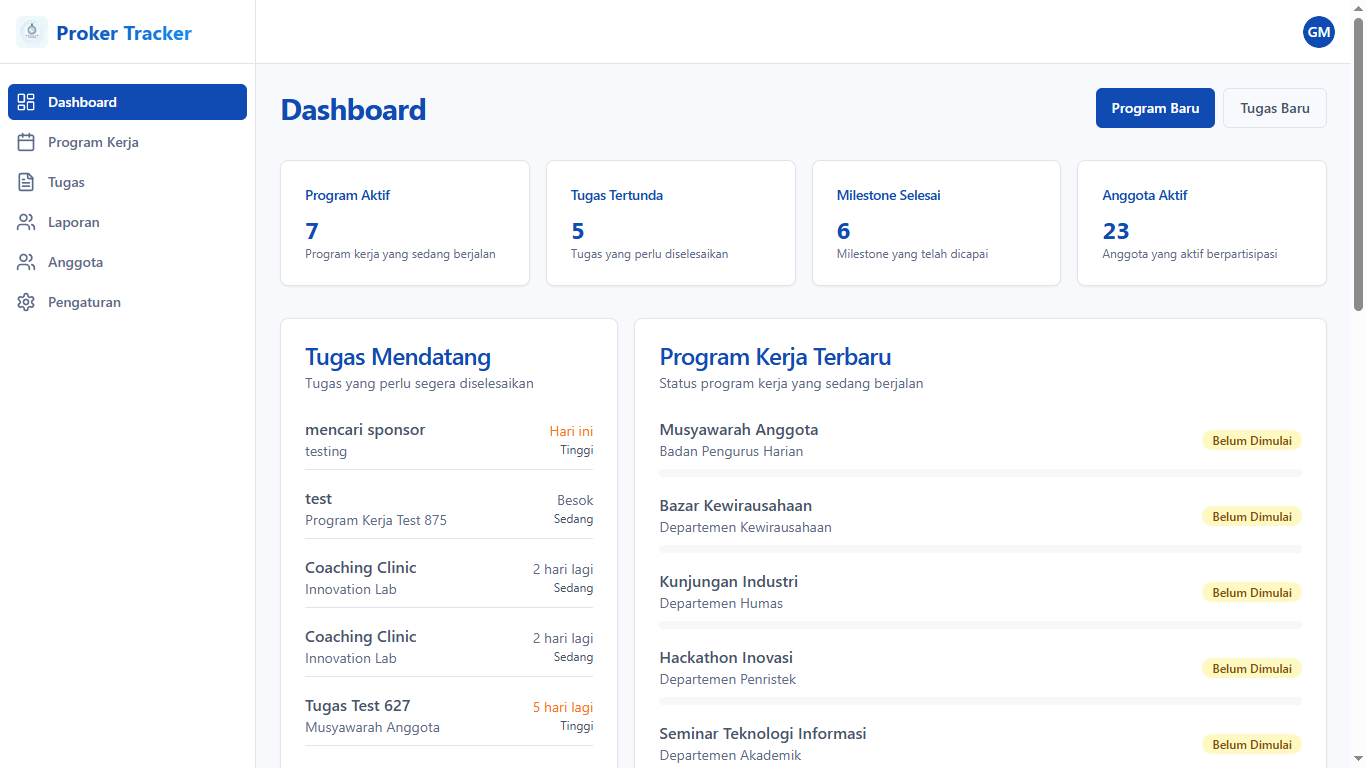 Proker Tracker
GM
Dashboard
Program Kerja
Tugas
Laporan
Anggota
Pengaturan
Dashboard
Program Baru
Tugas Baru
Program Aktif
7
Program kerja yang sedang berjalan
Tugas Tertunda
5
Tugas yang perlu diselesaikan
Milestone Selesai
6
Milestone yang telah dicapai
Anggota Aktif
23
Anggota yang aktif berpartisipasi
Tugas Mendatang
Tugas yang perlu segera diselesaikan
mencari sponsor
Hari ini
testing
Tinggi
test
Besok
Program Kerja Test 875
Sedang
Coaching Clinic
2 hari lagi
Innovation Lab
Sedang
Coaching Clinic
2 hari lagi
Innovation Lab
Sedang
Tugas Test 627
5 hari lagi
Musyawarah Anggota
Tinggi
Program Kerja Terbaru
Status program kerja yang sedang berjalan
Musyawarah Anggota
Badan Pengurus Harian
Belum Dimulai
Bazar Kewirausahaan
Departemen Kewirausahaan
Belum Dimulai
Kunjungan Industri
Departemen Humas
Belum Dimulai
Hackathon Inovasi
Departemen Penristek
Belum Dimulai
Seminar Teknologi Informasi
Departemen Akademik
Belum Dimulai